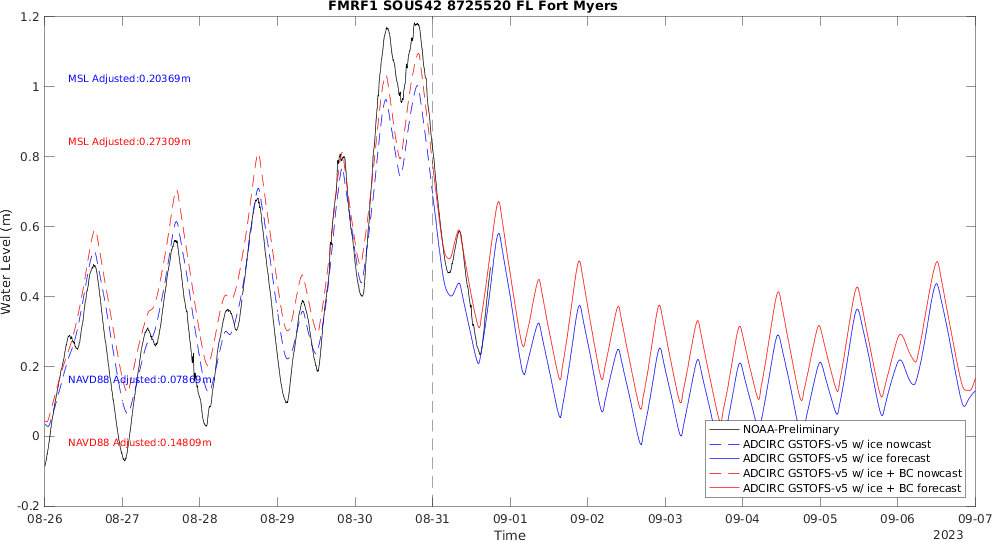 FMRF1 SOUS42 8725520 FL Fort Myers
Water Level (m)
1.2
1
0.8
0.6
0.4
0.2
0
-0.2
MSL Adjusted:0.20369m
MSL Adjusted:0.27309m
NAVD88 Adjusted:0.07869m
NAVD88 Adjusted:0.14809m
NOAA-Preliminary
ADCIRC GSTOFS-v5 w/ ice nowcast
ADCIRC GSTOFS-v5 w/ ice forecast
ADCIRC GSTOFS-v5 w/ ice + BC nowcast
ADCIRC GSTOFS-v5 w/ ice + BC forecast
08-26 08-27 08-28 08-29 08-30 08-31 09-01 09-02 09-03 09-04 09-05 09-06 09-07
Time
2023